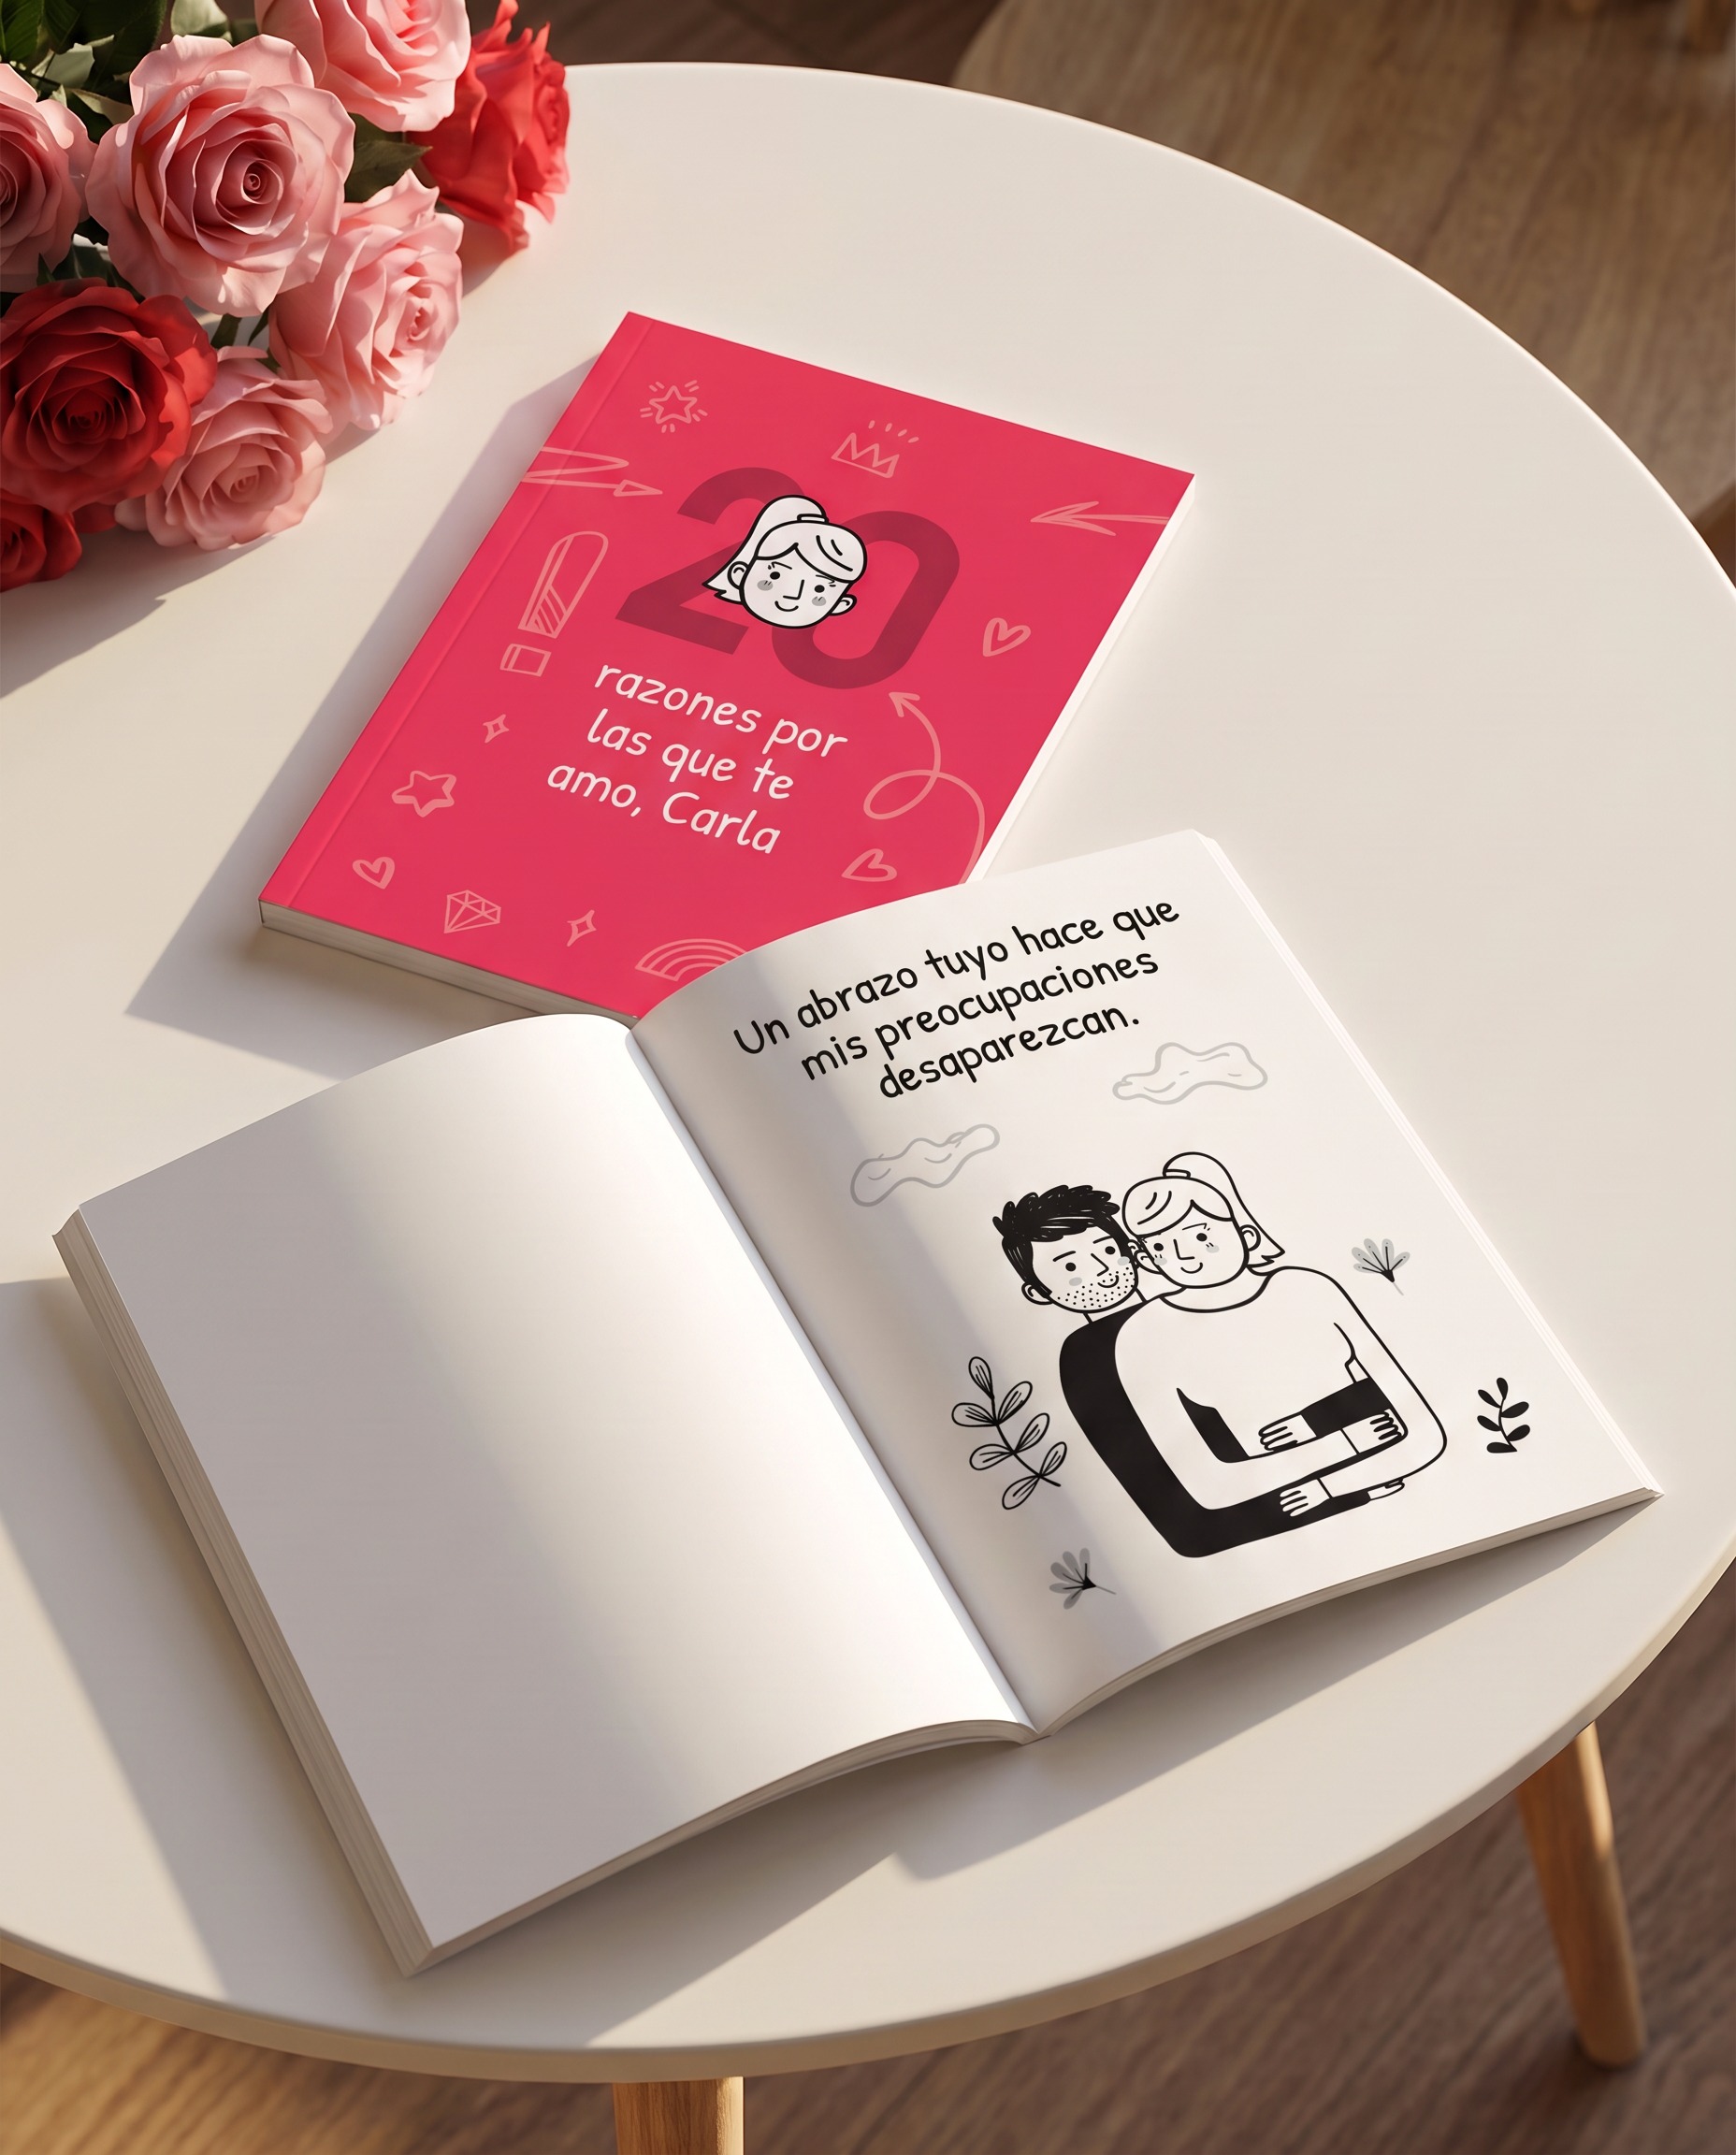 20
razones por
las que te
amo, Carla
Un abrazo tuyo hace que
mis preocupaciones
desaparezcan.